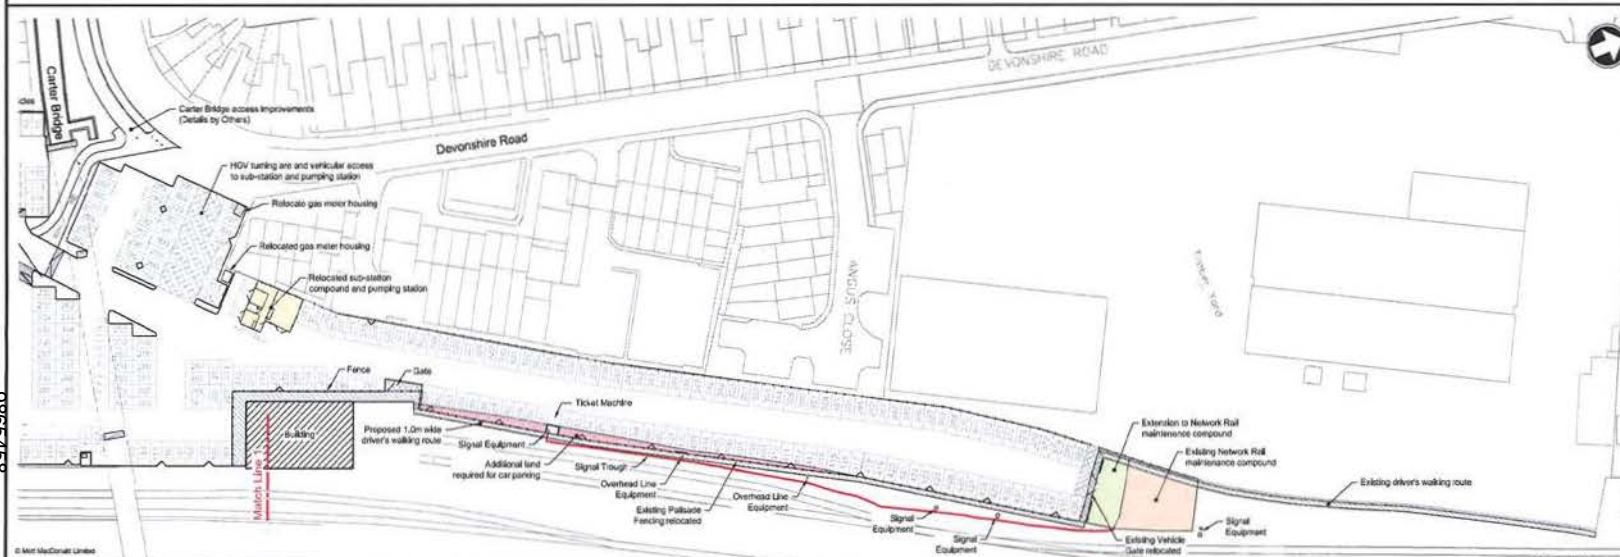 DEVONSHIRE ROAD
Carter Bridge
Carter Bridge access improvements
(Details by Others)
Devonshire Road
HGV turning are and vehicular access
to sub-station and pumping station
Relocate gas meter housing
Relocated gas meter housing
Relocated sub-station
compound and pumping station
ANGUS CLOSE
Timber Yard
Fence
Gate
Ticket Machine
Building
Match Line 1
Proposed 1.0m wide
driver's walking route
Signal Equipment
Additional land
required for car parking
Signal Trough
Overhead Line
Equipment
Existing Palisade
Fencing relocated
Overhead Line
Equipment
Signal
Equipment
Signal
Equipment
Extension to Network Rail
maintenance compound
Existing Network Rail
maintenance compound
Existing driver's walking route
Signal
Equipment
Existing Vehicle
Gate relocated
© Mott MacDonald Limited